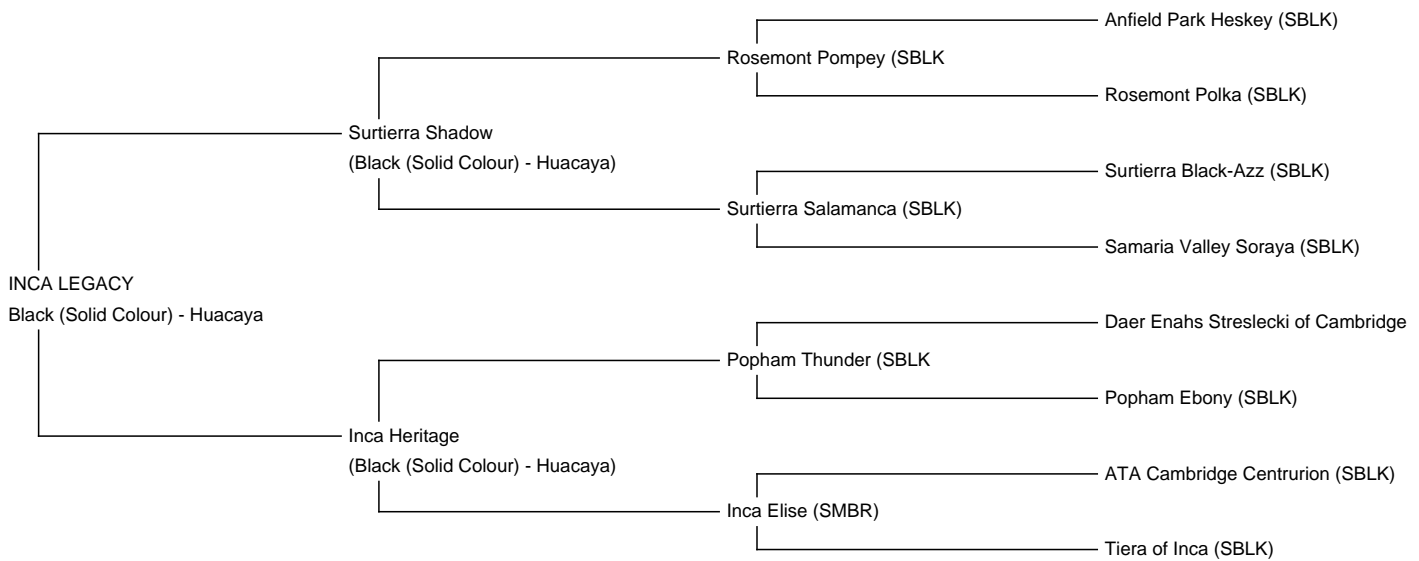 Anfield Park Heskey (SBLK)
Rosemont Pompey (SBLK
Rosemont Polka (SBLK)
Surtierra Shadow
(Black (Solid Colour) - Huacaya)
Surtierra Black-Azz (SBLK)
Surtierra Salamanca (SBLK)
Samaria Valley Soraya (SBLK)
INCA LEGACY
Black (Solid Colour) - Huacaya
Daer Enahs Streslecki of Cambridge
Popham Thunder (SBLK
Popham Ebony (SBLK)
Inca Heritage
(Black (Solid Colour) - Huacaya)
ATA Cambridge Centrurion (SBLK)
Inca Elise (SMBR)
Tiera of Inca (SBLK)